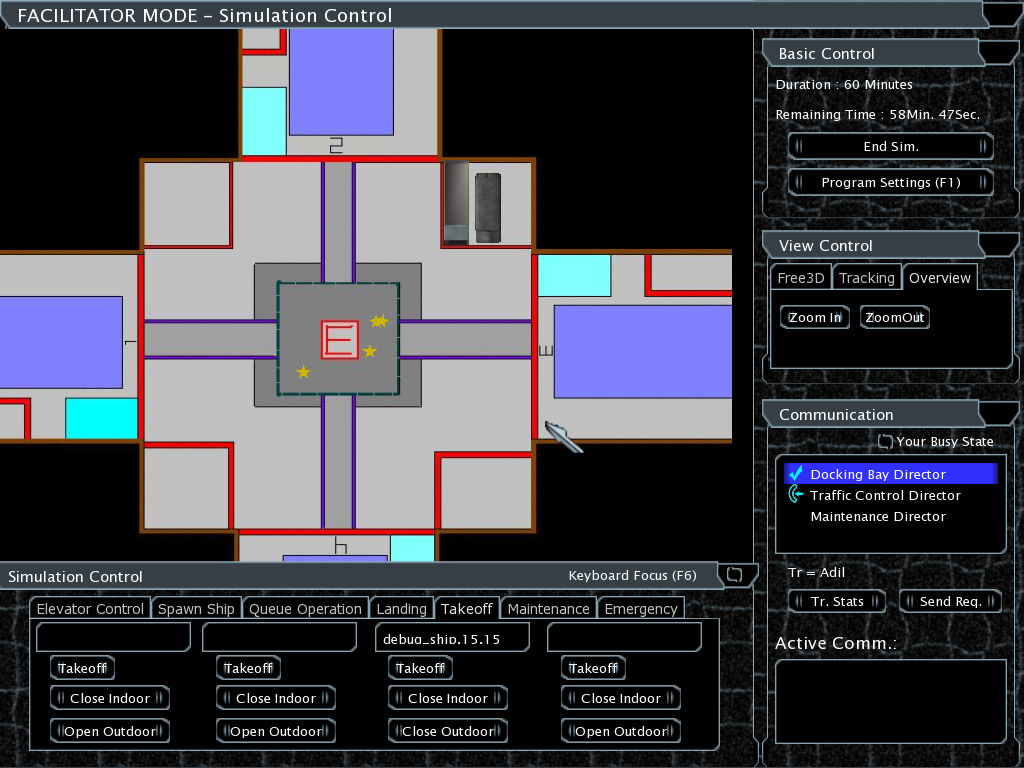 FACILITATOR MODE – Simulation Control
2
1
E
3
4
Basic Control
Duration : 60 Minutes
Remaining Time : 58Min. 47Sec.
End Sim.
Program Settings (F1)
View Control
Free3D Tracking Overview
Zoom In ZoomOut
Communication
Your Busy State
Docking Bay Director
Traffic Control Director
Maintenance Director
Tr = Adil
Tr. Stats Send Req.
Active Comm.:
Simulation Control Keyboard Focus (F6)
Elevator Control Spawn Ship Queue Operation Landing Takeoff Maintenance Emergency
debug_ship.15.15
Takeoff Takeoff Takeoff Takeoff
Close Indoor Close Indoor Close Indoor Close Indoor
Open Outdoor Open Outdoor Close Outdoor Open Outdoor